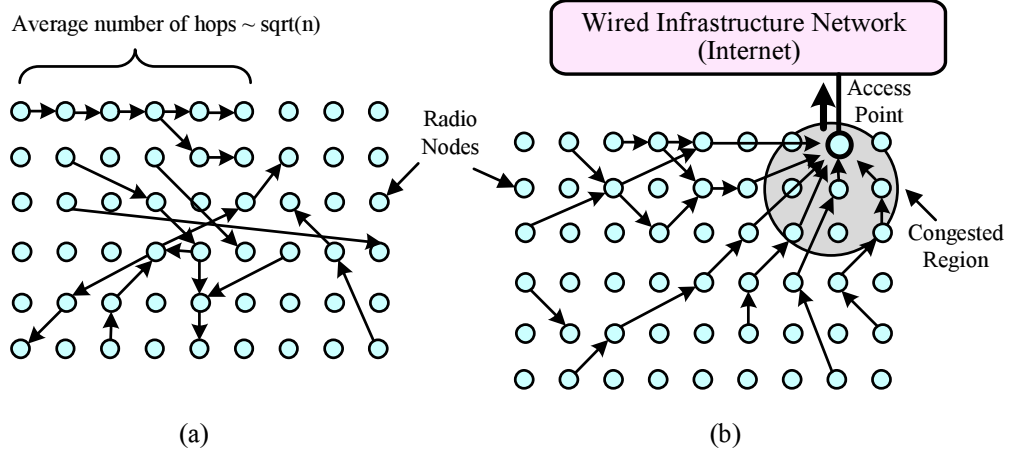 Average number of hops ~ sqrt(n)
Radio
Nodes
(a)
Wired Infrastructure Network
(Internet)
Access
Point
Congested
Region
(b)